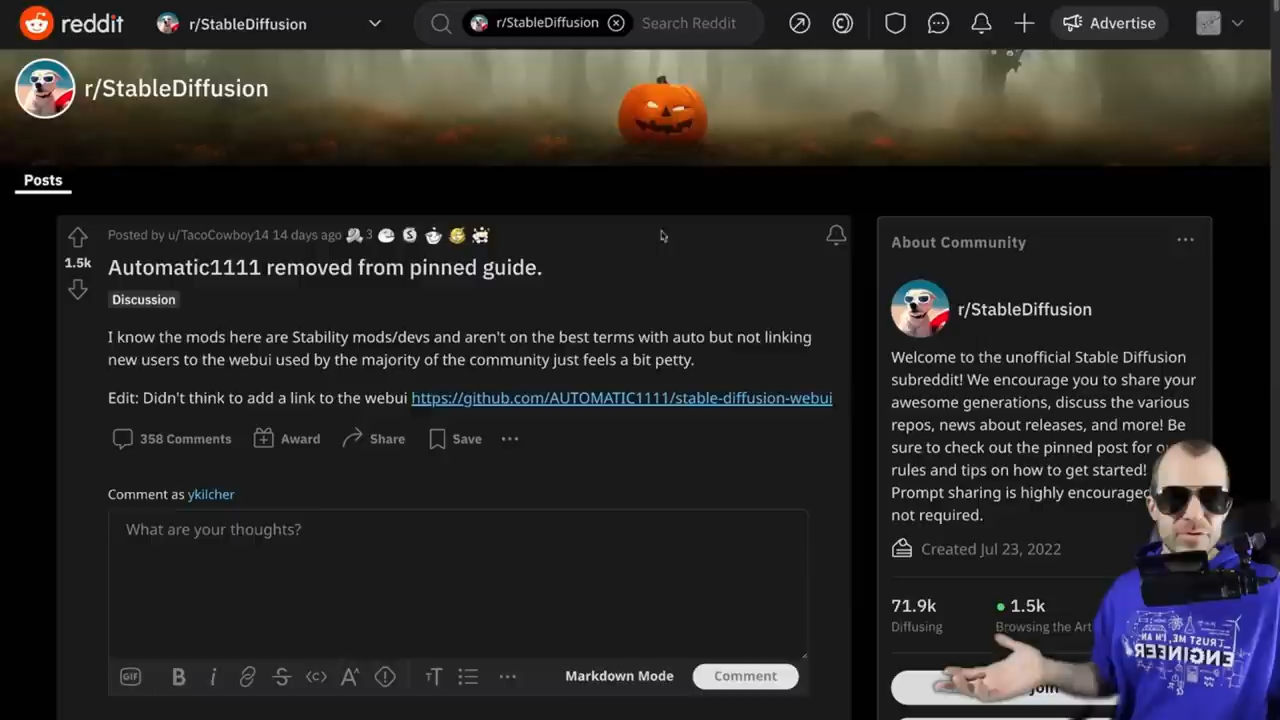 reddit
r/StableDiffusion
r/StableDiffusion
Search Reddit
Advertise
r/StableDiffusion
Posts
Posted by u/TacoCowboy14 14 days ago
3
1.5k
Automatic1111 removed from pinned guide.
Discussion
I know the mods here are Stability mods/devs and aren't on the best terms with auto but not linking
new users to the webui used by the majority of the community just feels a bit petty.
Edit: Didn't think to add a link to the webui https://github.com/AUTOMATIC1111/stable-diffusion-webui
358 Comments
Award
Share
Save
Comment as ykilcher
What are your thoughts?
GIF
Markdown Mode
Comment
About Community
r/StableDiffusion
Welcome to the unofficial Stable Diffusion
subreddit! We encourage you to share your
awesome generations, discuss the various
repos, news about releases, and more! Be
sure to check out the pinned post for
rules and tips on how to get started!
Prompt sharing is highly encouraged
not required.
Created Jul 23, 2022
71.9k
Diffusing
1.5k
Browsing the Art
Join
TRUST ME, I'M AN
ENGINEER